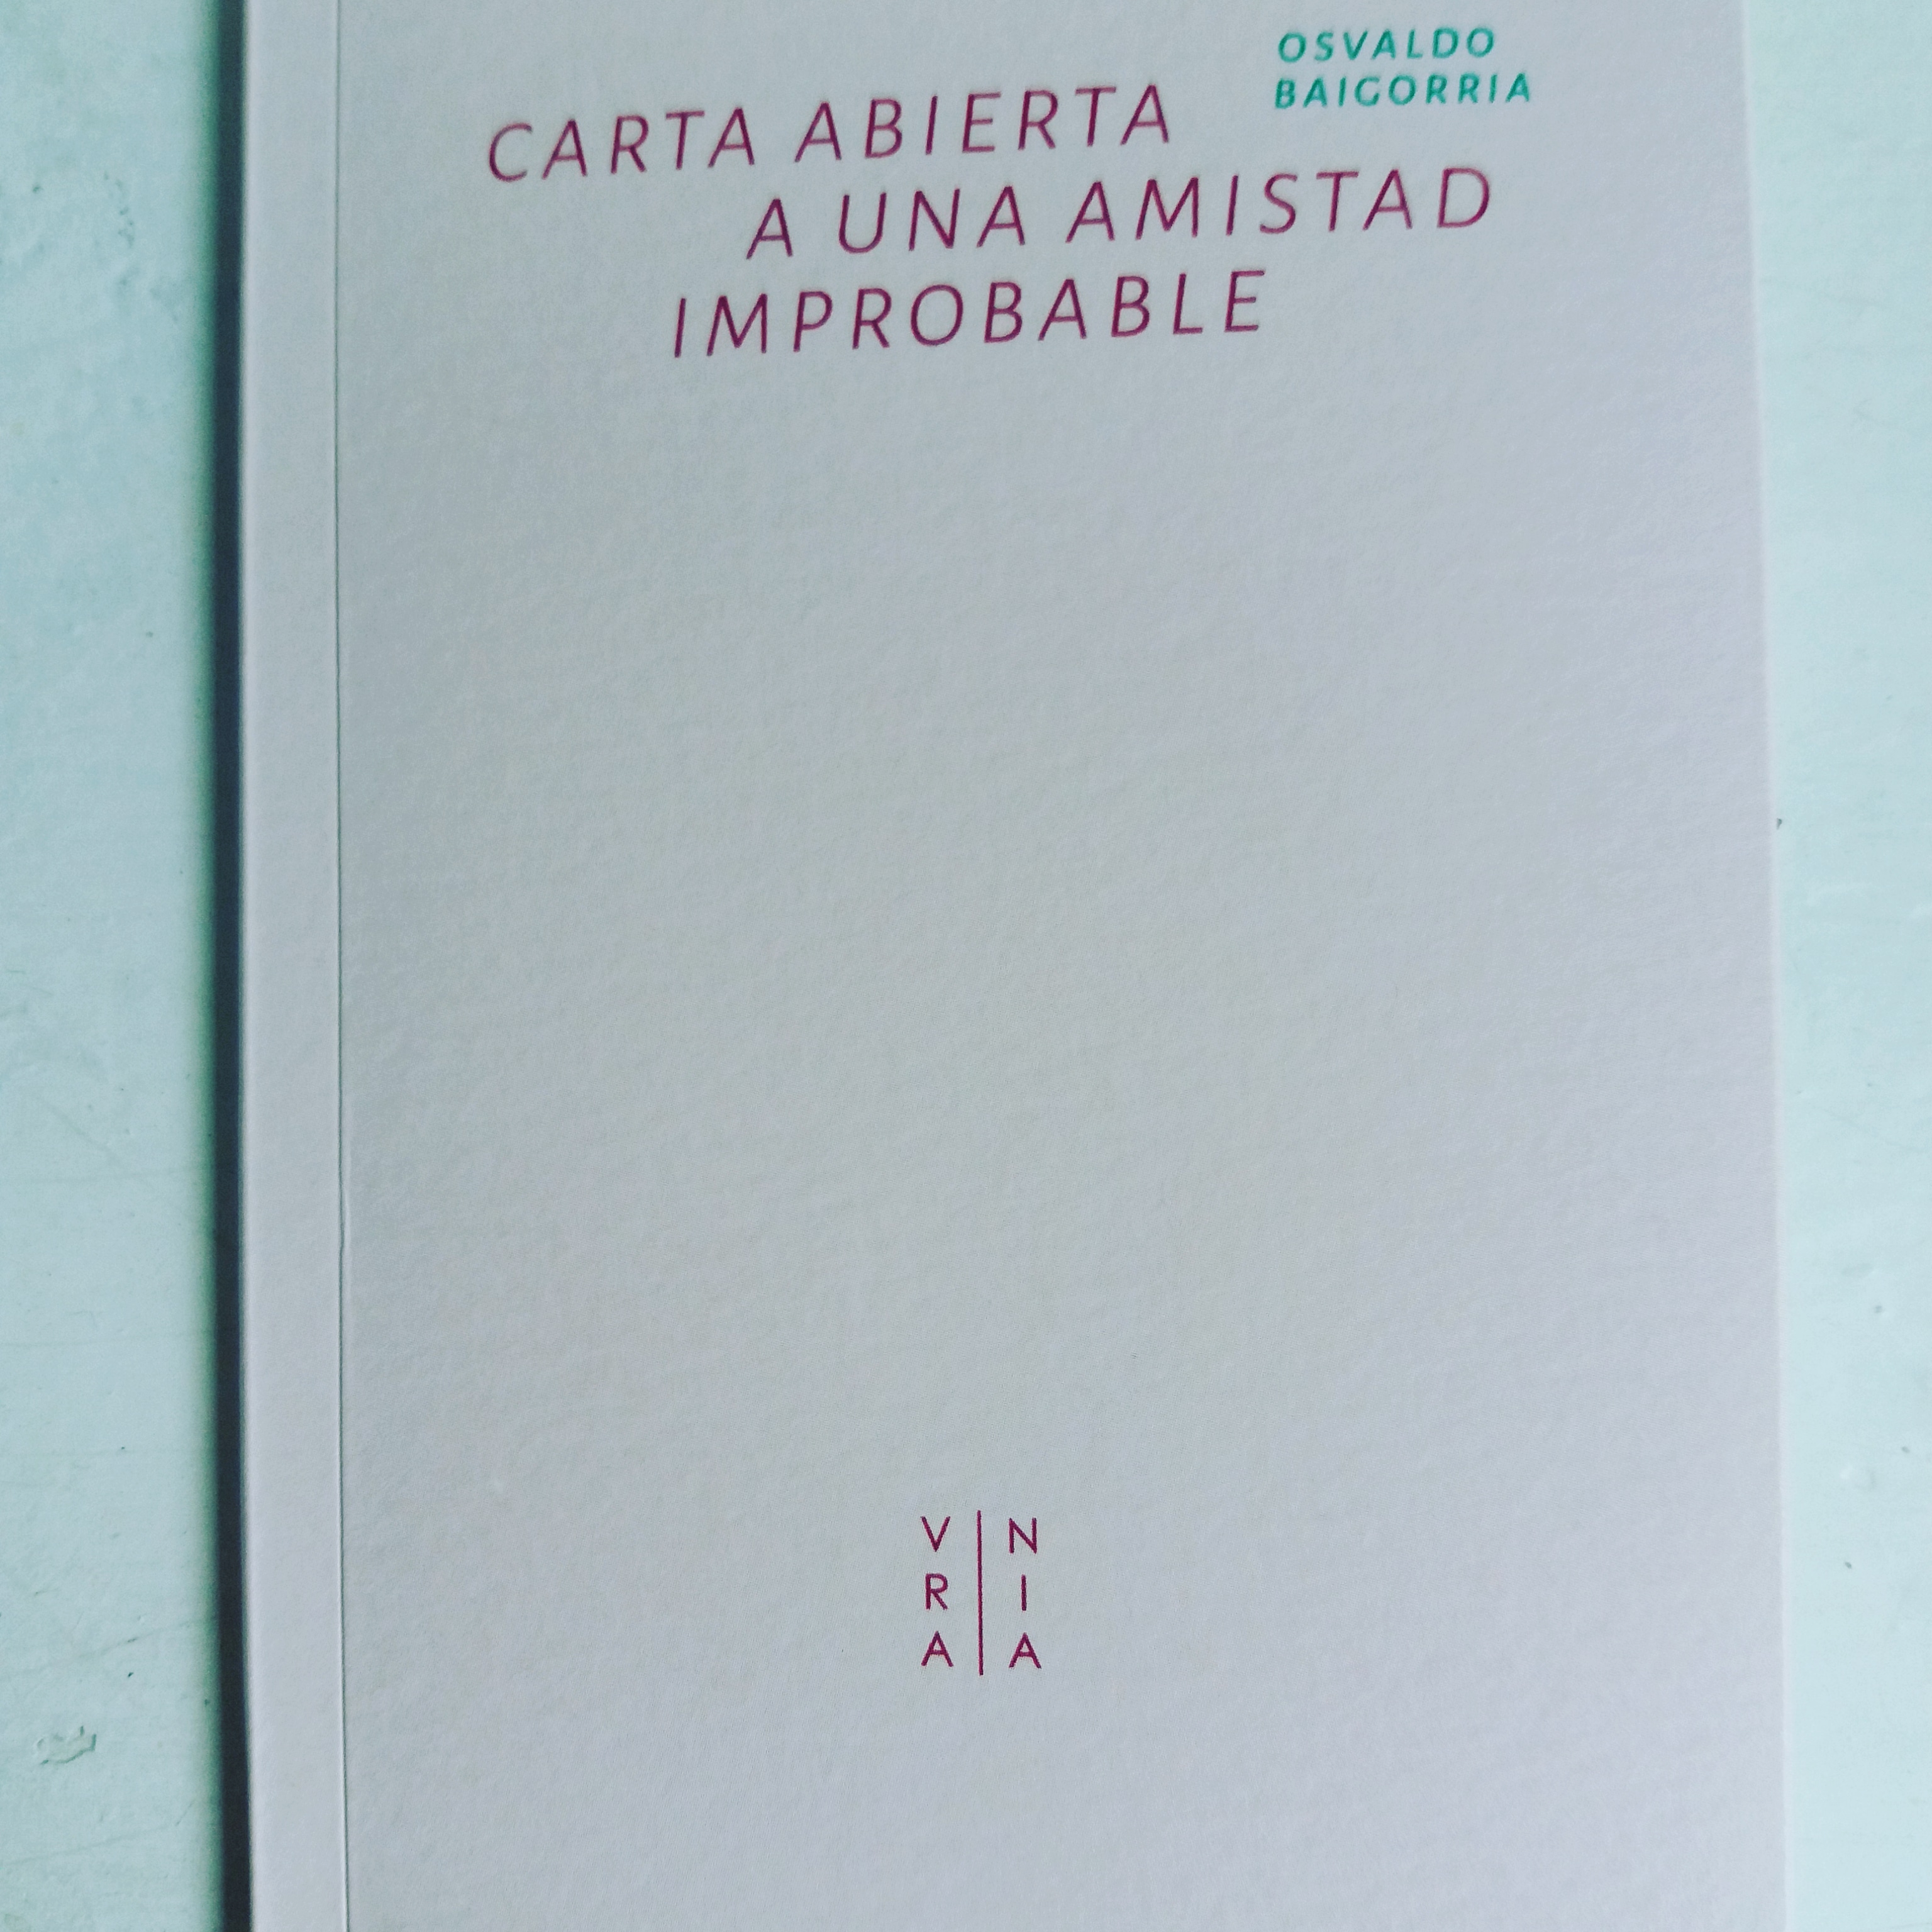 OSVALDO
BAIGORRIA
CARTA ABIERTA
A UNA AMISTAD
IMPROBABLE
V | N
R | I
A | A